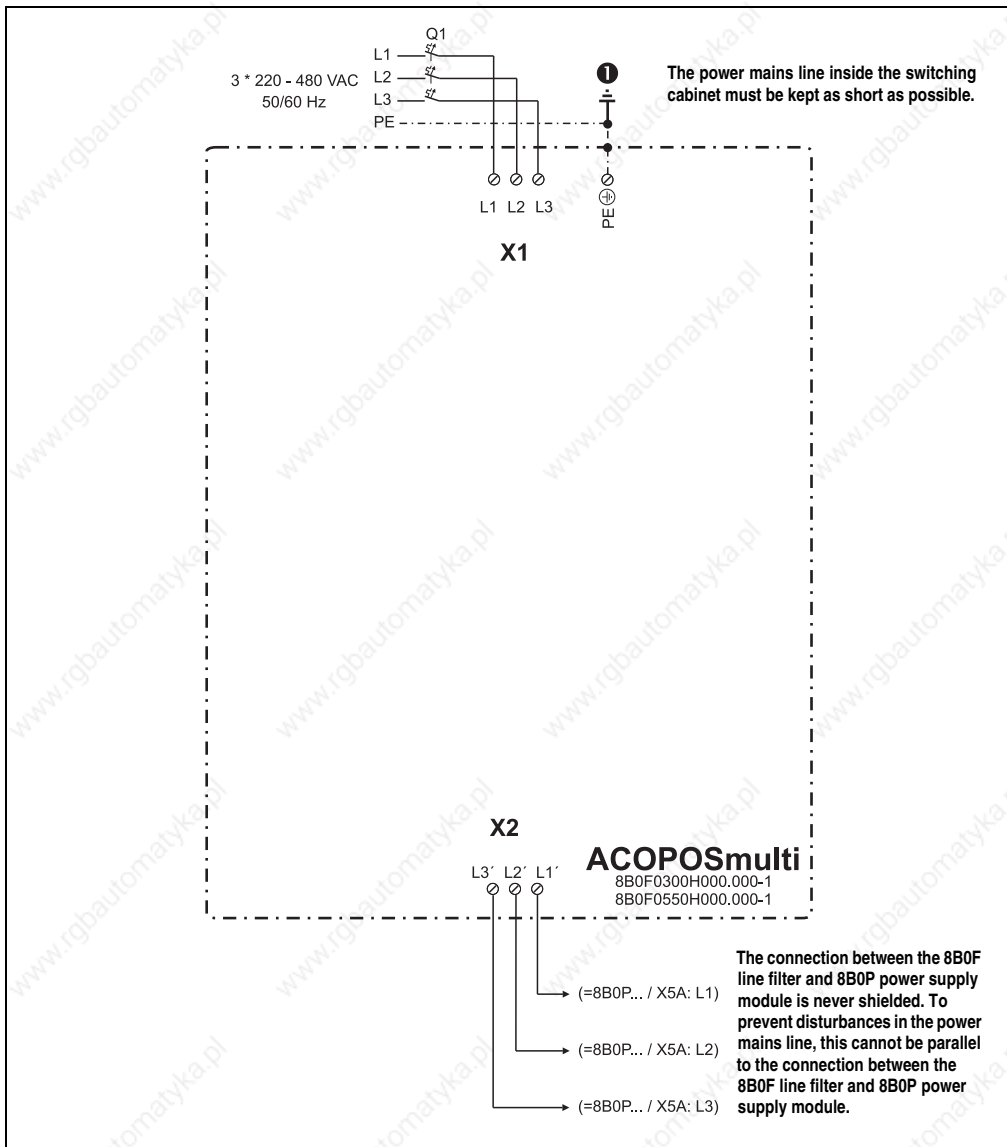 Q1
L1
L2
L3
3 * 220 - 480 VAC
50/60 Hz
PE
1
The power mains line inside the switching
cabinet must be kept as short as possible.
L1 L2 L3
PE
X1
X2
L3´ L2´ L1´
ACOPOSmulti
8B0F0300H000.000-1
8B0F0550H000.000-1
(=8B0P... / X5A: L1)
(=8B0P... / X5A: L2)
(=8B0P... / X5A: L3)
The connection between the 8B0F
line filter and 8B0P power supply
module is never shielded. To
prevent disturbances in the power
mains line, this cannot be parallel
to the connection between the
8B0F line filter and 8B0P power
supply module.
www.rgbautomatyka.pl